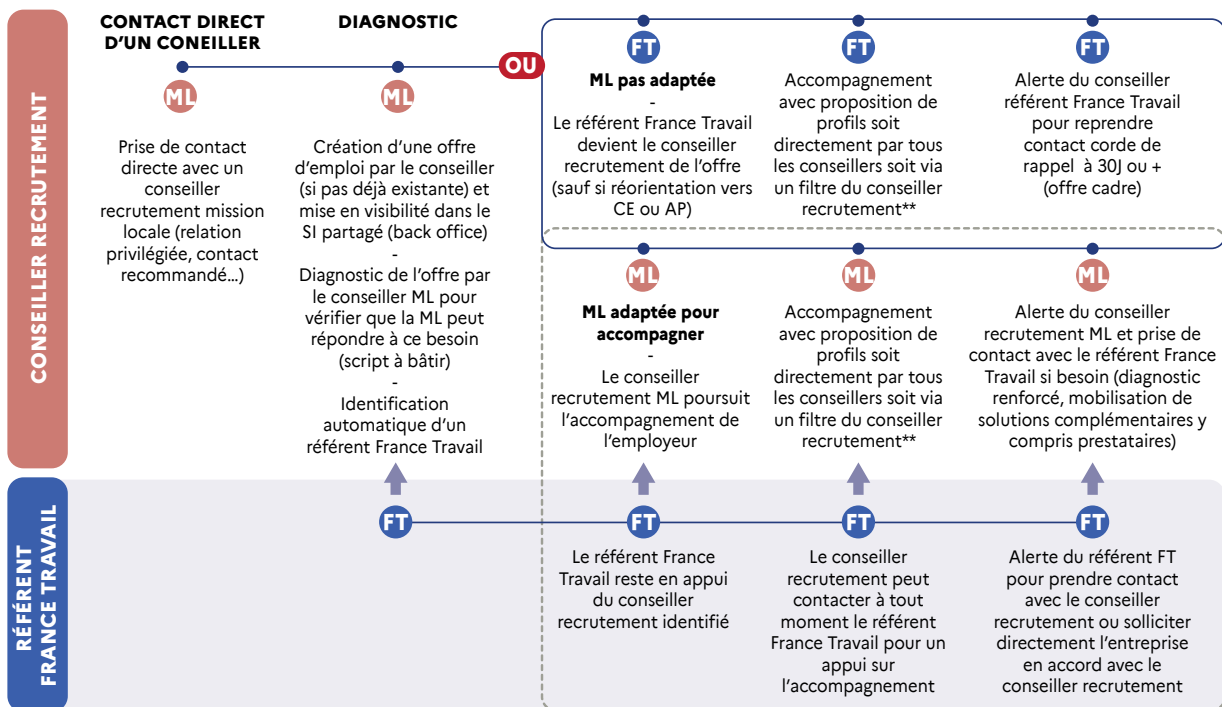 CONSEILLER RECRUTEMENT
CONTACT DIRECT
D’UN CONEILLER
ML
Prise de contact
directe avec un
conseiller
recrutement mission
locale (relation
privilégiée, contact
recommandé…)
DIAGNOSTIC
ML
Création d’une offre
d’emploi par le conseiller
(si pas déjà existante) et
mise en visibilité dans le
SI partagé (back office)
-
Diagnostic de l’offre par
le conseiller ML pour
vérifier que la ML peut
répondre à ce besoin
(script à bâtir)
-
Identification
automatique d’un
référent France Travail
OU
FT
ML pas adaptée
-
Le référent France Travail
devient le conseiller
recrutement de l’offre
(sauf si réorientation vers
CE ou AP)
FT
Accompagnement
avec proposition de
profils soit
directement par tous
les conseillers soit via
un filtre du conseiller
recrutement**
FT
Alerte du conseiller
référent France Travail
pour reprendre
contact corde de
rappel à 30J ou +
(offre cadre)
ML
ML adaptée pour
accompagner
-
Le conseiller
recrutement ML poursuit
l’accompagnement de
l’employeur
ML
Accompagnement
avec proposition de
profils soit
directement par tous
les conseillers soit via
un filtre du conseiller
recrutement**
ML
Alerte du conseiller
recrutement ML et prise de
contact avec le référent France
Travail si besoin (diagnostic
renforcé, mobilisation de
solutions complémentaires y
compris prestataires)
RÉFÉRENT
FRANCE TRAVAIL
FT
FT
Le référent France
Travail reste en appui
du conseiller
recrutement identifié
FT
Le conseiller
recrutement peut
contacter à tout
moment le référent
France Travail pour un
appui sur
l’accompagnement
FT
Alerte du référent FT
pour prendre contact
avec le conseiller
recrutement ou solliciter
directement l’entreprise
en accord avec le
conseiller recrutement